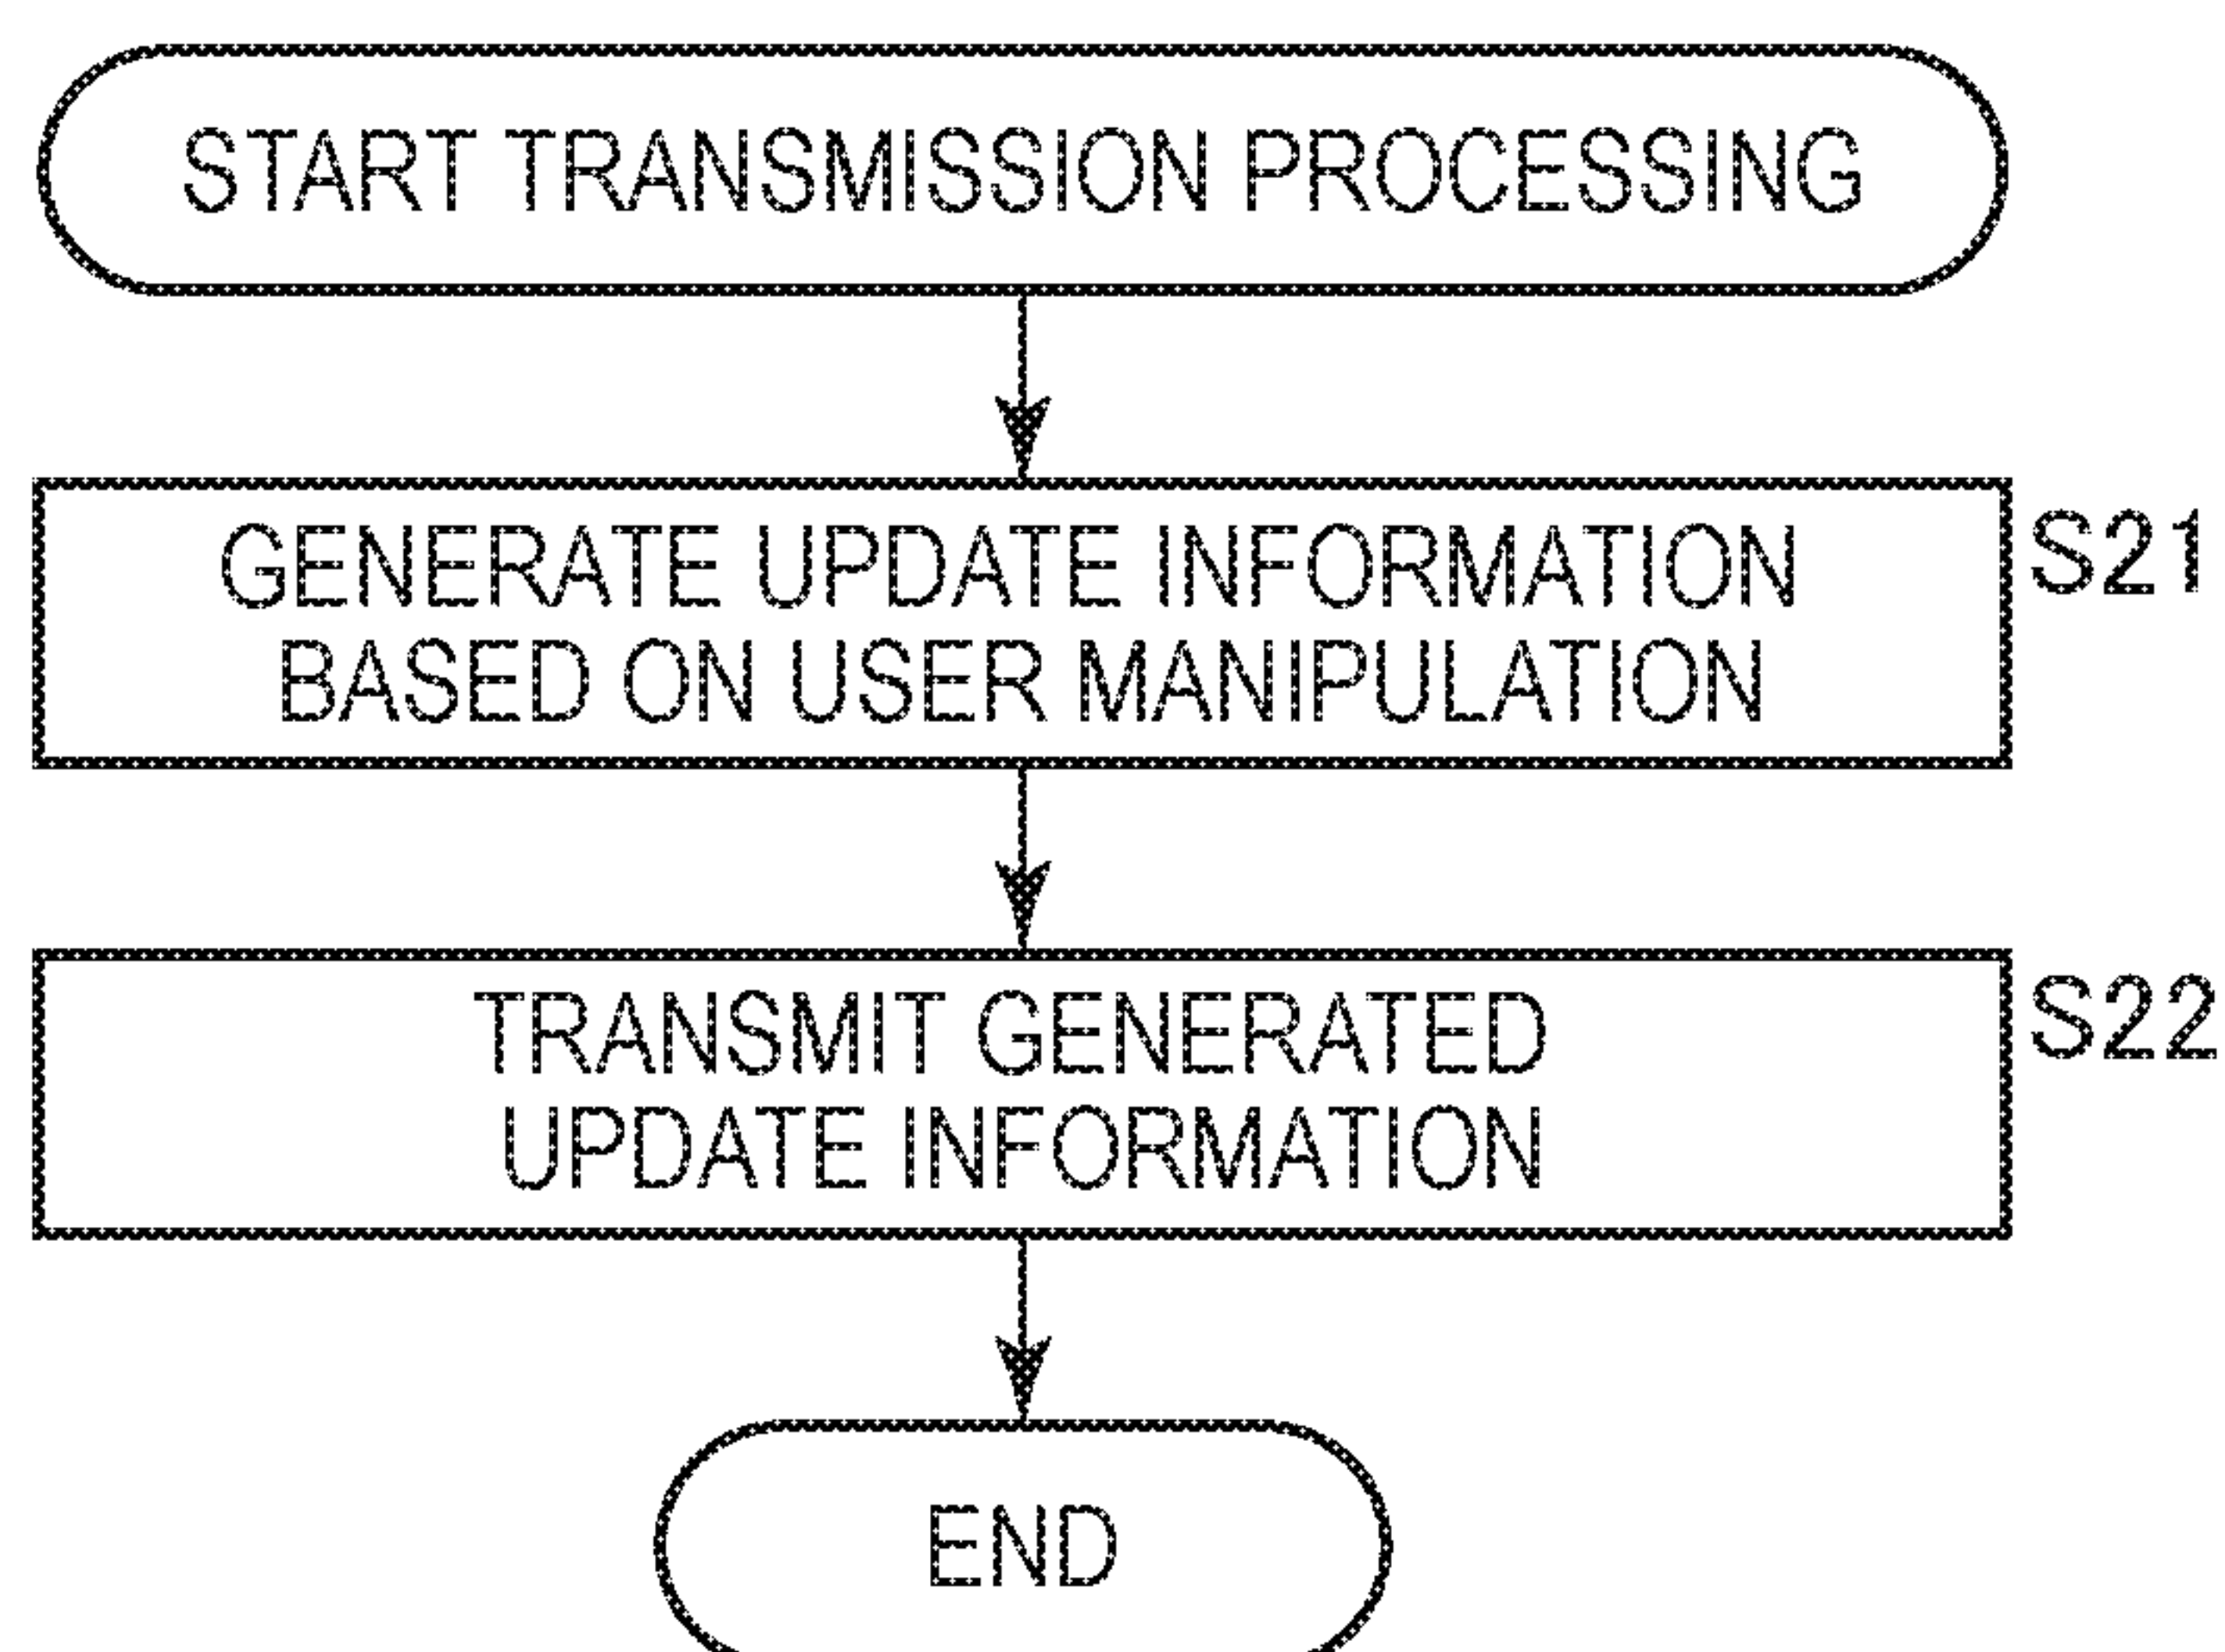 START TRANSMISSION PROCESSING
GENERATE UPDATE INFORMATION
BASED ON USER MANIPULATION
S21
TRANSMIT GENERATED
UPDATE INFORMATION
S22
END